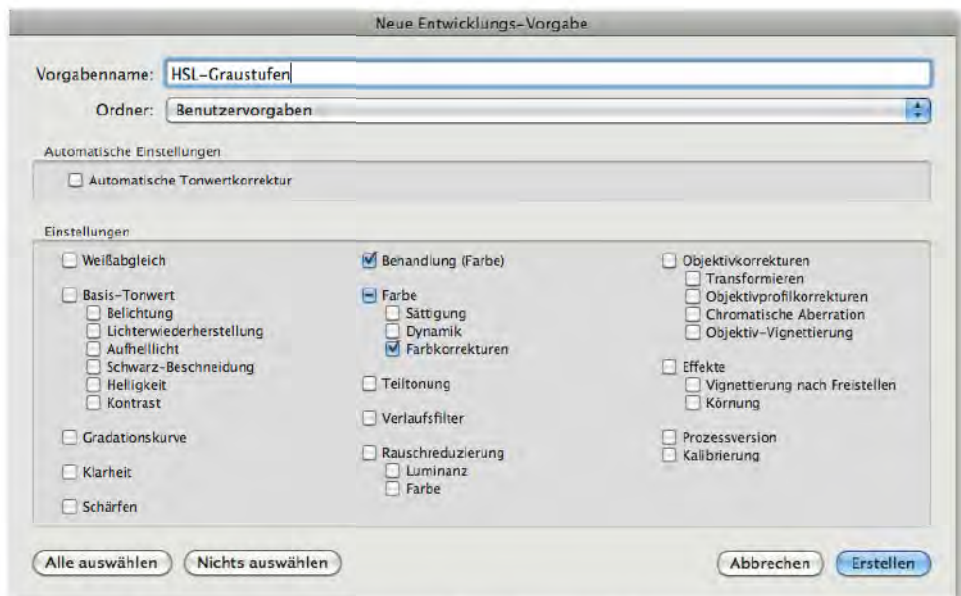 Neue Entwicklungs-Vorgabe
Vorgabenname: HSL-Graustufen
Ordner: Benutzervorgaben
Automatische Einstellungen
Automatische Tonwertkorrektur
Einstellungen
Weißabgleich
Basis-Tonwert
Belichtung
Lichterwiederherstellung
Aufhelllicht
Schwarz-Beschneidung
Helligkeit
Kontrast
Gradationskurve
Klarheit
Schärfen
Behandlung (Farbe)
Farbe
Sättigung
Dynamik
Farbkorrekturen
Teiltonung
Verlaufsfilter
Rauschreduzierung
Luminanz
Farbe
Objektivkorrekturen
Transformieren
Objektivprofilkorrekturen
Chromatische Aberration
Objektiv-Vignettierung
Effekte
Vignettierung nach Freistellen
Körnung
Prozessversion
Kalibrierung
Alle auswählen Nichts auswählen Abbrechen Erstellen